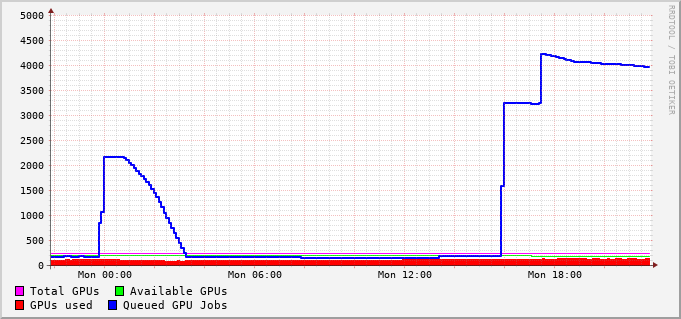 RRDTOOL / TOBI OETIKER
5000
4500
4000
3500
3000
2500
2000
1500
1000
500
0
Mon 00:00 Mon 06:00 Mon 12:00 Mon 18:00
Total GPUs Available GPUs
GPUs used Queued GPU Jobs